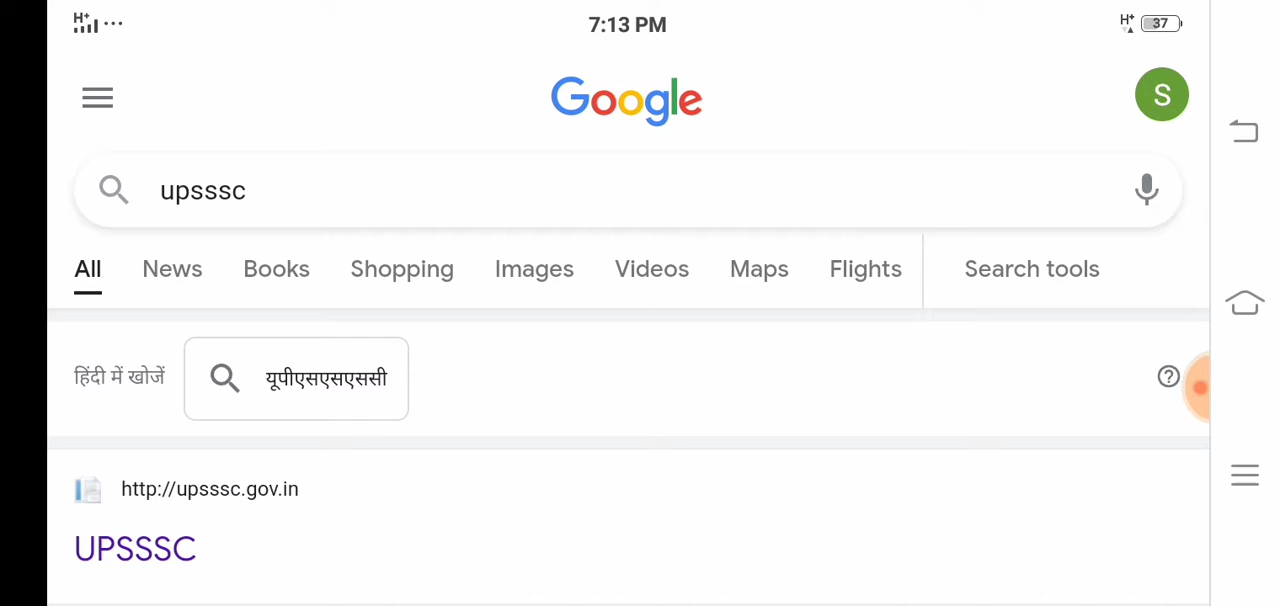 H+ 7:13 PM H+ 37
Google
S
upsssc
All News Books Shopping Images Videos Maps Flights Search tools
हिंदी में खोजें यूपीएसएसएससी
http://upsssc.gov.in
UPSSSC